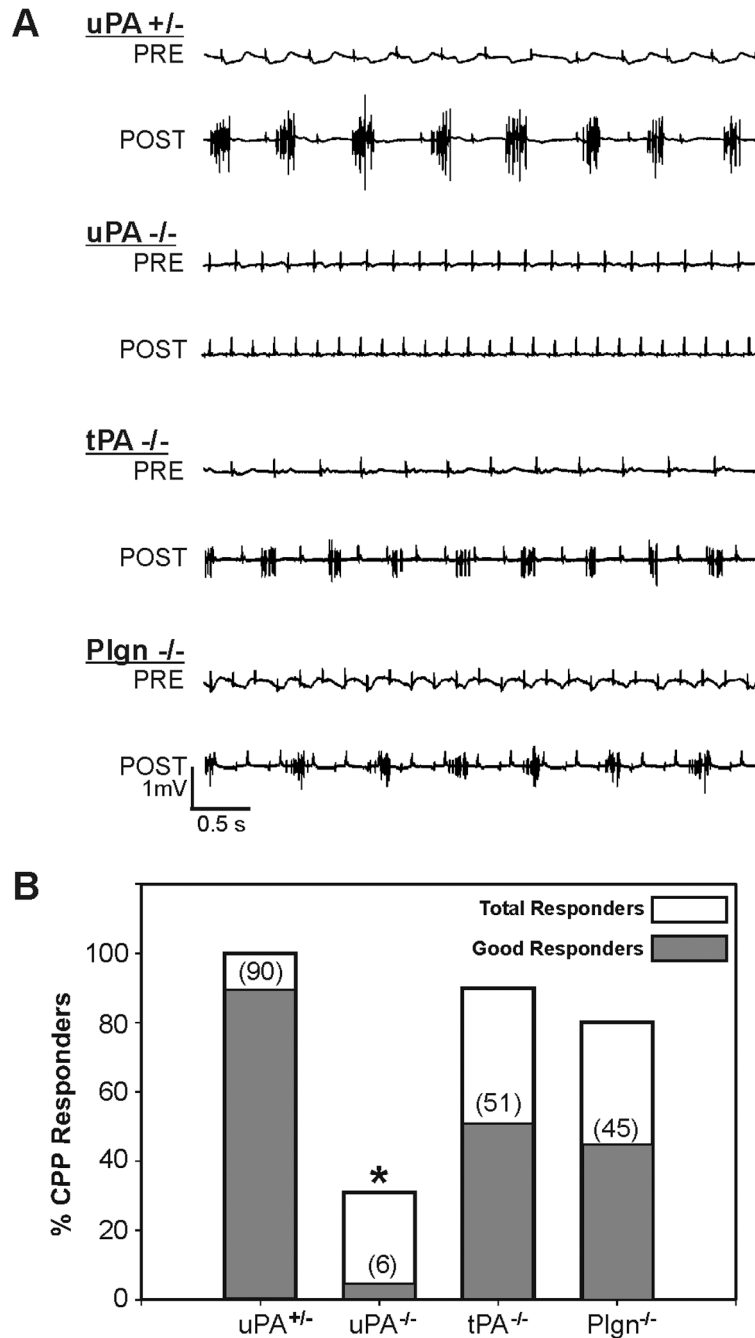 A
uPA +/-
PRE
POST
uPA -/-
PRE
POST
tPA -/-
PRE
POST
Plgn -/-
PRE
POST
1mV
0.5 s
B
Total Responders
Good Responders
% CPP Responders
100
80
60
40
20
0
(90)
*
(6)
(51)
(45)
uPA+/-
uPA-/-
tPA-/-
Plgn-/-